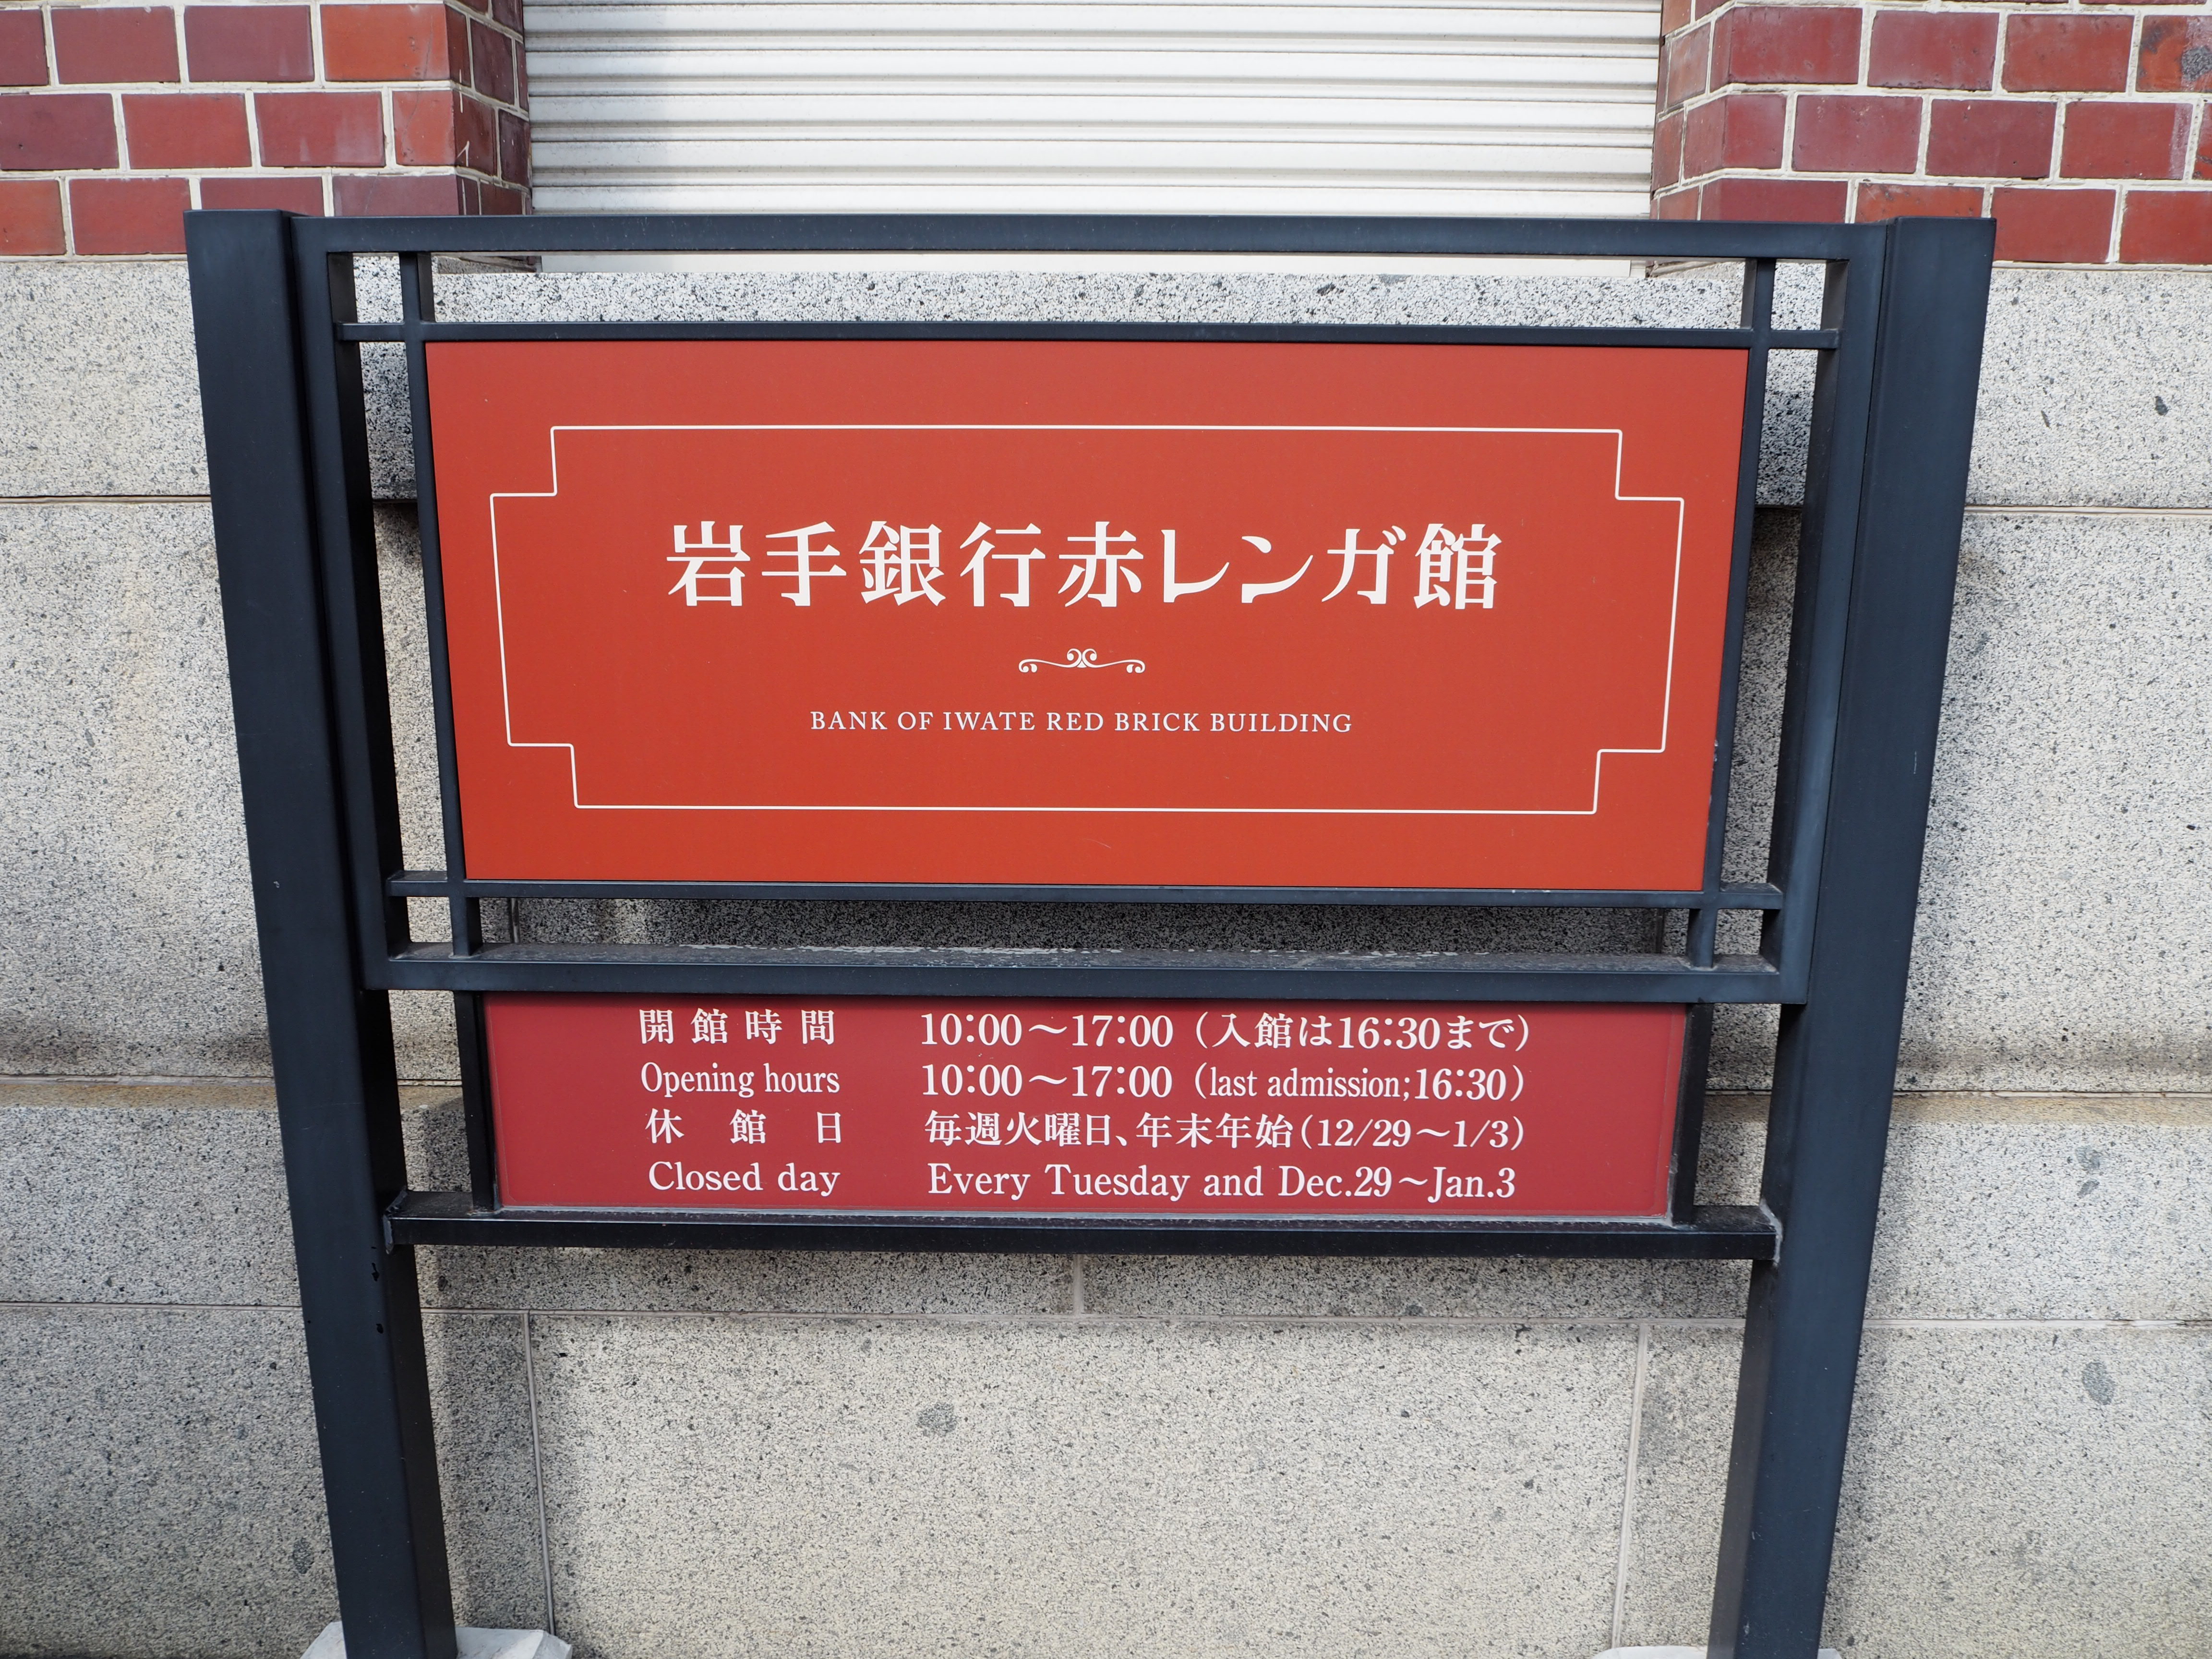 岩手銀行赤レンガ館
BANK OF IWATE RED BRICK BUILDING
開館時間 10:00～17:00（入館は16:30まで）
Opening hours 10:00～17:00（last admission;16:30）
休館日 毎週火曜日、年末年始（12/29～1/3）
Closed day Every Tuesday and Dec.29～Jan.3